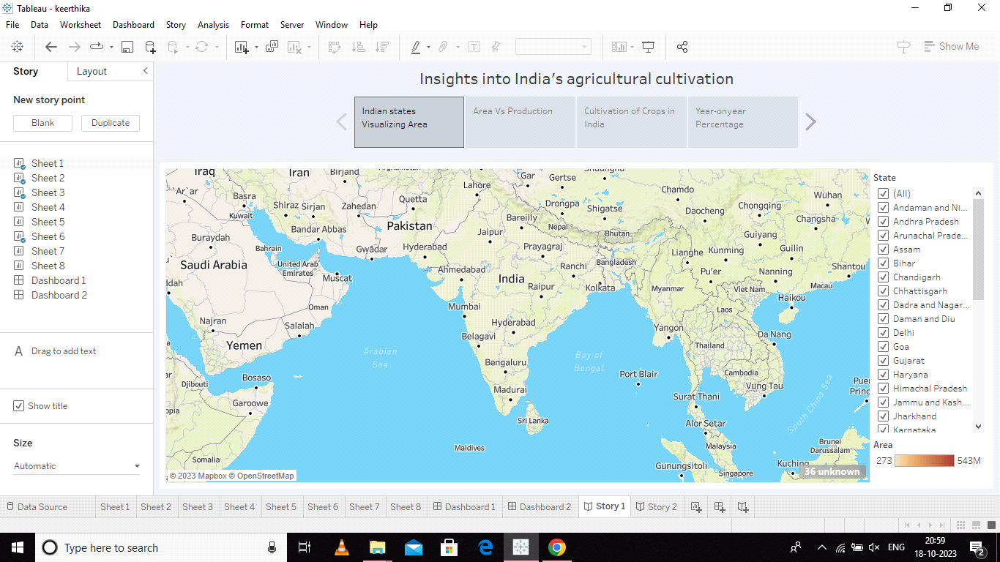 Tableau - keerthika
File Data Worksheet Dashboard Story Analysis Format Server Window Help
Show Me
Story Layout
New story point
Blank Duplicate
Sheet 1
Sheet 2
Sheet 3
Sheet 4
Sheet 5
Sheet 6
Sheet 7
Sheet 8
Dashboard 1
Dashboard 2
A Drag to add text
Show title
Size
Automatic
Insights into India's agricultural cultivation
Indian states
Visualizing Area
Area Vs Production
Cultivation of Crops in
India
Year-onyear
Percentage
Iraq
Iran
Birjand
Gar
Gertse
Lahore
Chamdo
Wuhan
Ar`ar
Basra
Shiraz
Sirjan
Zahedan
Quetta
Drongpa
Shigatse
Daocheng
Chongqing
Changsha
Kuwait
Pakistan
Bareilly
Nepal
Bhutan
Buraydah
Bandar Abbas
Jaipur
Prayagraj
Guiyang
Bahrain
Gwādar
Hyderabad
Lianghe
Kunming
Guilin
Saudi Arabia
United Arab
Emirates
Muscat
Ahmedabad
India
Ranchi
Bangladesh
Kolkata
Pu'er
Nanning
Shantou
Raipur
Myanmar
Viet Nam
Macau
Haikou
Oman
Mumbai
Laos
Najran
Salalah
Hyderabad
Yangon
Da Nang
Yemen
Belagavi
Thailand
Arabian
Sea
Bay of
Bengal
Bengaluru
Cambodia
Djibouti
Bosaso
Port Blair
Vung Tau
Madurai
Surat Thani
Garoowe
South China Sea
Sri Lanka
Alor Setar
Maldives
Malaysia
Brunei
Darussalam
Somalia
Gunungsitoli
Kuching
Singapore
© 2023 Mapbox © OpenStreetMap
36 unknown
State
(All)
Andaman and Ni...
Andhra Pradesh
Arunachal Prade...
Assam
Bihar
Chandigarh
Chhattisgarh
Dadra and Nagar...
Daman and Diu
Delhi
Goa
Gujarat
Haryana
Himachal Pradesh
Jammu and Kash...
Jharkhand
Karnataka
Area
273 543M
Data Source Sheet 1 Sheet 2 Sheet 3 Sheet 4 Sheet 5 Sheet 6 Sheet 7 Sheet 8 Dashboard 1 Dashboard 2 Story 1 Story 2
Type here to search
ENG
20:59
18-10-2023
2